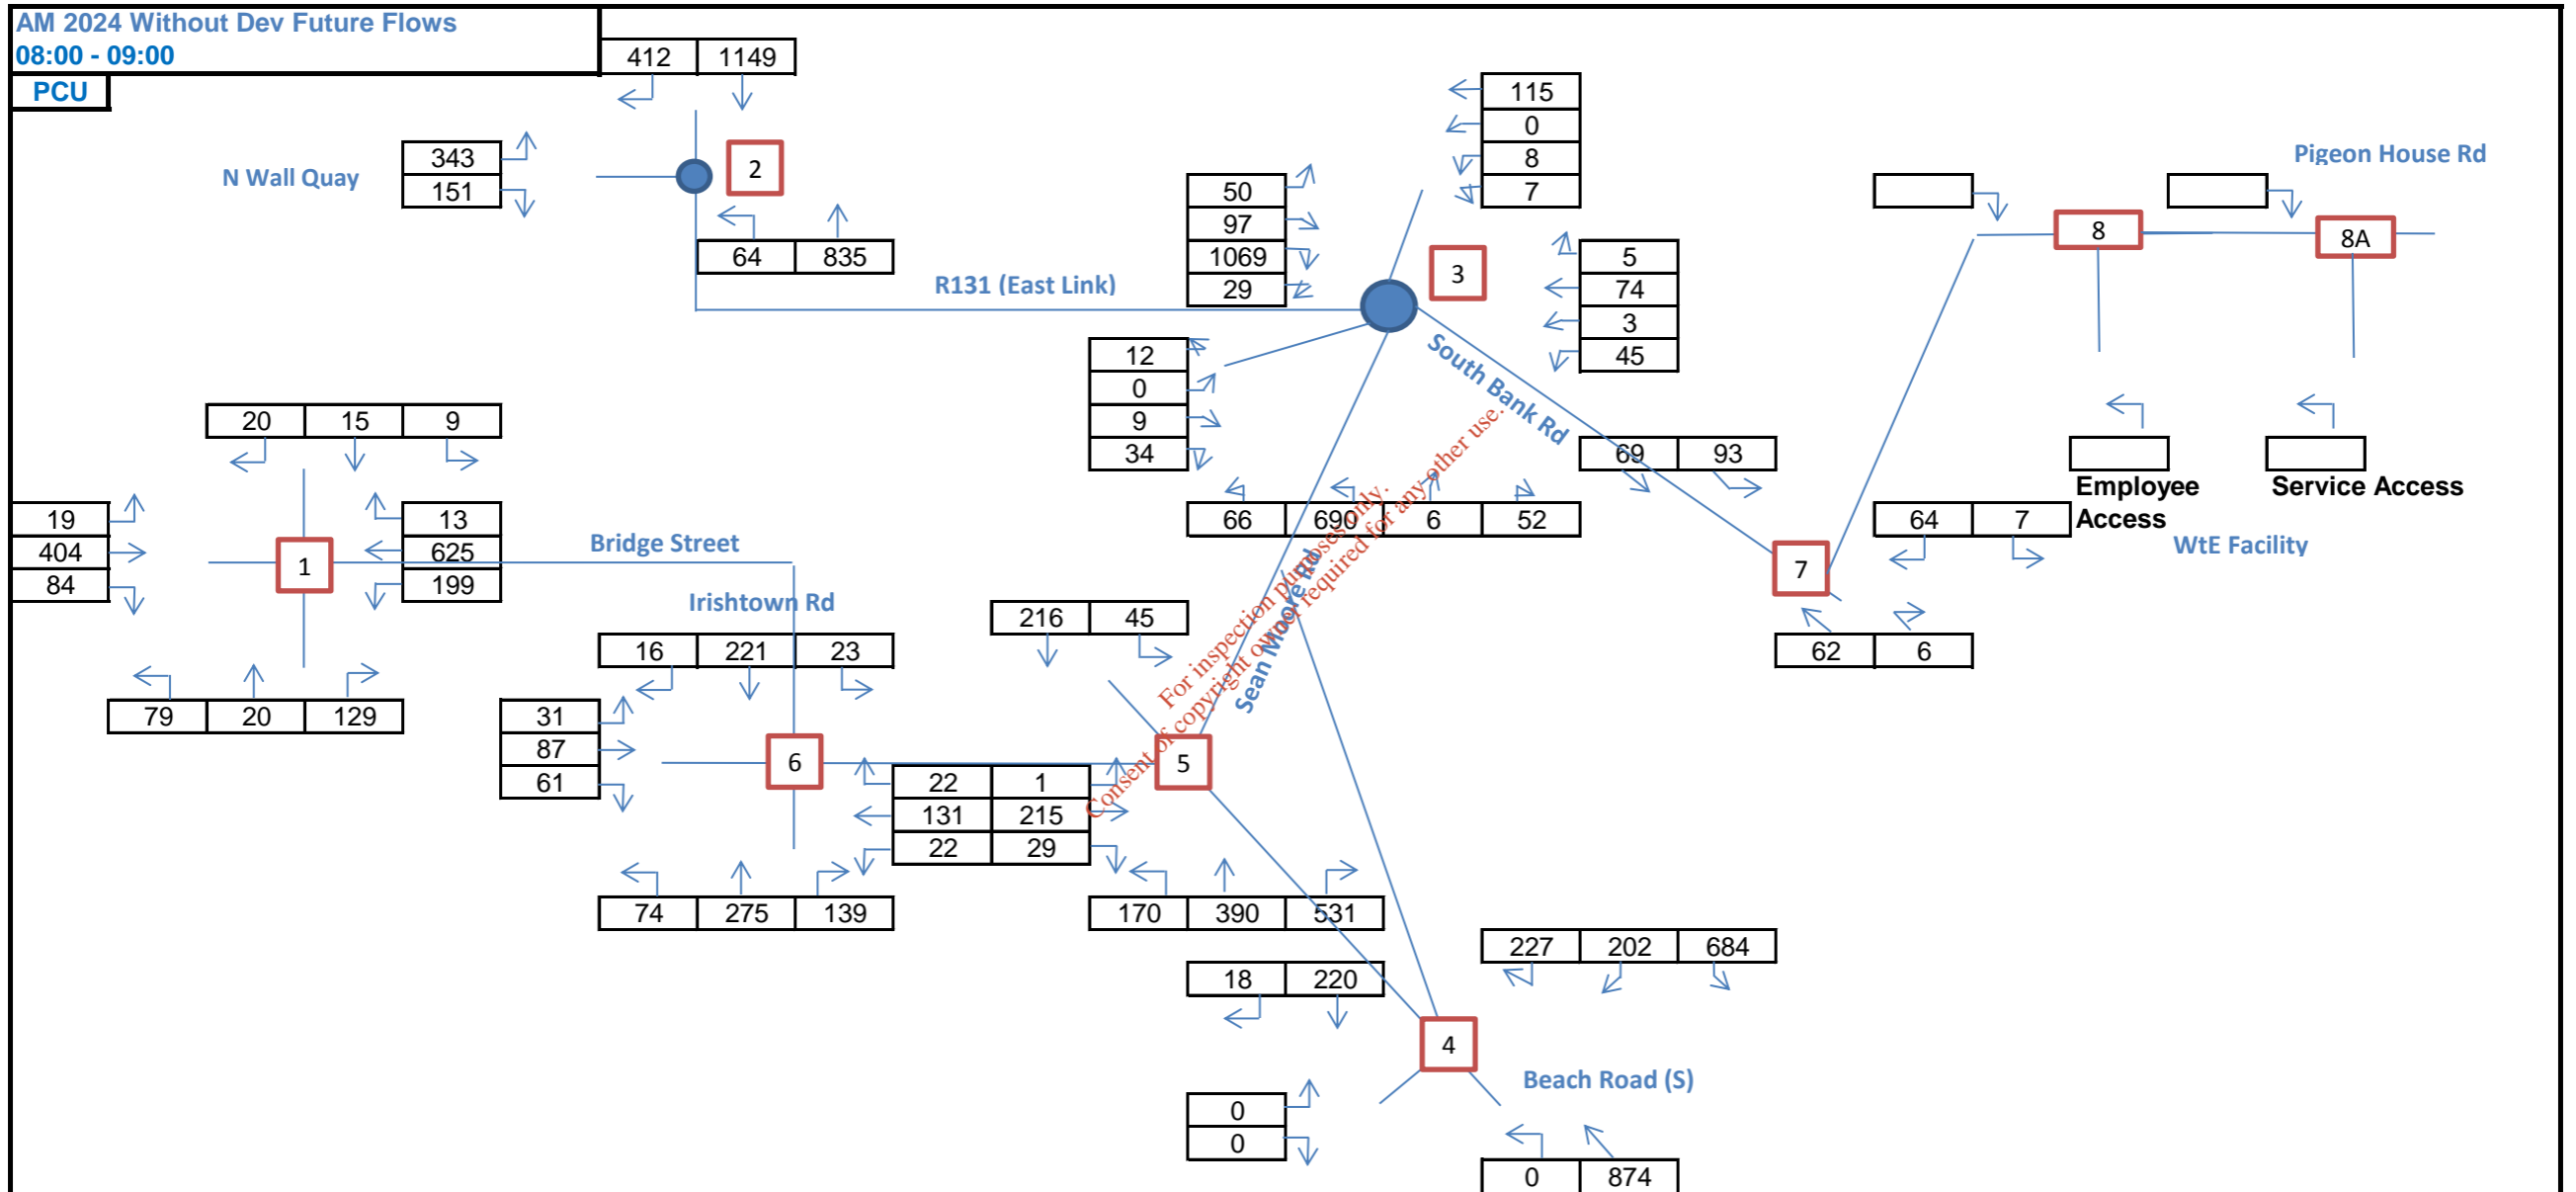 AM 2024 Without Dev Future Flows
08:00 - 09:00
PCU
412 1149
343
151
N Wall Quay
2
64 835
R131 (East Link)
115
0
8
7
50
97
1069
29
3
5
74
3
45
12
0
9
34
South Bank Rd
66 690 6 52
69 93
Pigeon House Rd
8
8A
Employee
Access
Service Access
WtE Facility
64 7
7
62 6
20 15 9
19
404
84
1
13
625
199
79 20 129
Bridge Street
Irishtown Rd
16 221 23
31
87
61
6
22 1
131 215
22 29
74 275 139
216 45
Sean Moore Rd
5
170 390 531
18 220
227 202 684
4
Beach Road (S)
0
0
0 874
For inspection purposes only.
Consent of copyright owner required for any other use.